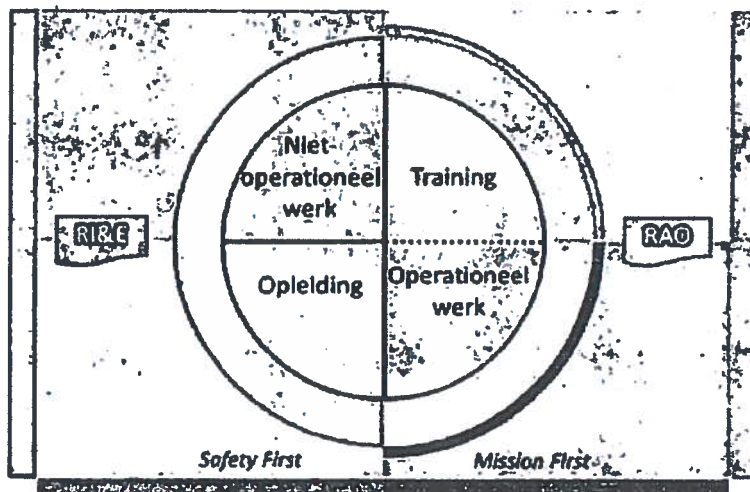 Niet-
operationeel
werk
Training
RI&E
RAO
Opleiding
Operationeel
werk
Safety First
Mission First